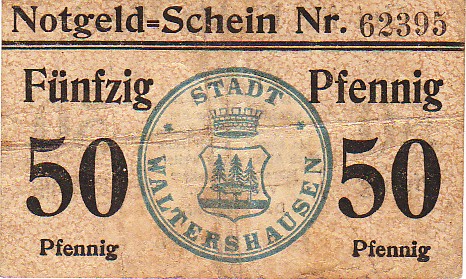 Notgeld=Schein Nr. 62395
Fünfzig Pfennig
STADT
WALTERSHAUSEN
50 50
Pfennig Pfennig